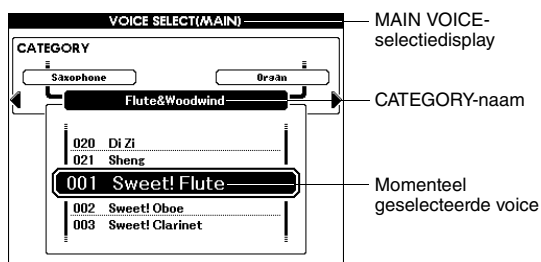 VOICE SELECT(MAIN)
MAIN VOICE-
selectiedisplay
CATEGORY
Saxophone
Organ
Flute&Woodwind
CATEGORY-naam
020 Di Zi
021 Sheng
001 Sweet! Flute
Momenteel
geselecteerde voice
002 Sweet! Oboe
003 Sweet! Clarinet